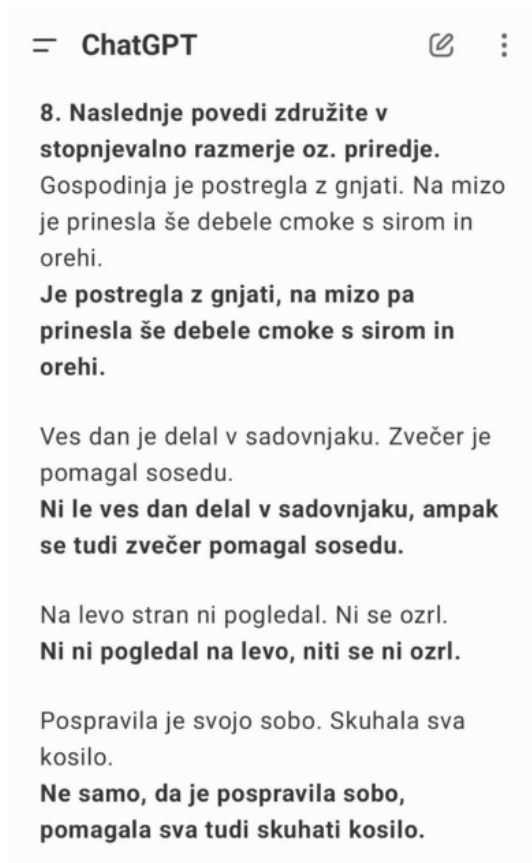 ChatGPT
8. Naslednje povedi združite v
stopnjevalno razmerje oz. priredje.
Gospodinja je postregla z gnjati. Na mizo
je prinesla še debele cmoke s sirom in
orehi.
Je postregla z gnjati, na mizo pa
prinesla še debele cmoke s sirom in
orehi.
Ves dan je delal v sadovnjaku. Zvečer je
pomagal sosedu.
Ni le ves dan delal v sadovnjaku, ampak
se tudi zvečer pomagal sosedu.
Na levo stran ni pogledal. Ni se ozrl.
Ni ni pogledal na levo, niti se ni ozrl.
Pospravila je svojo sobo. Skuhala sva
kosilo.
Ne samo, da je pospravila sobo,
pomagala sva tudi skuhati kosilo.